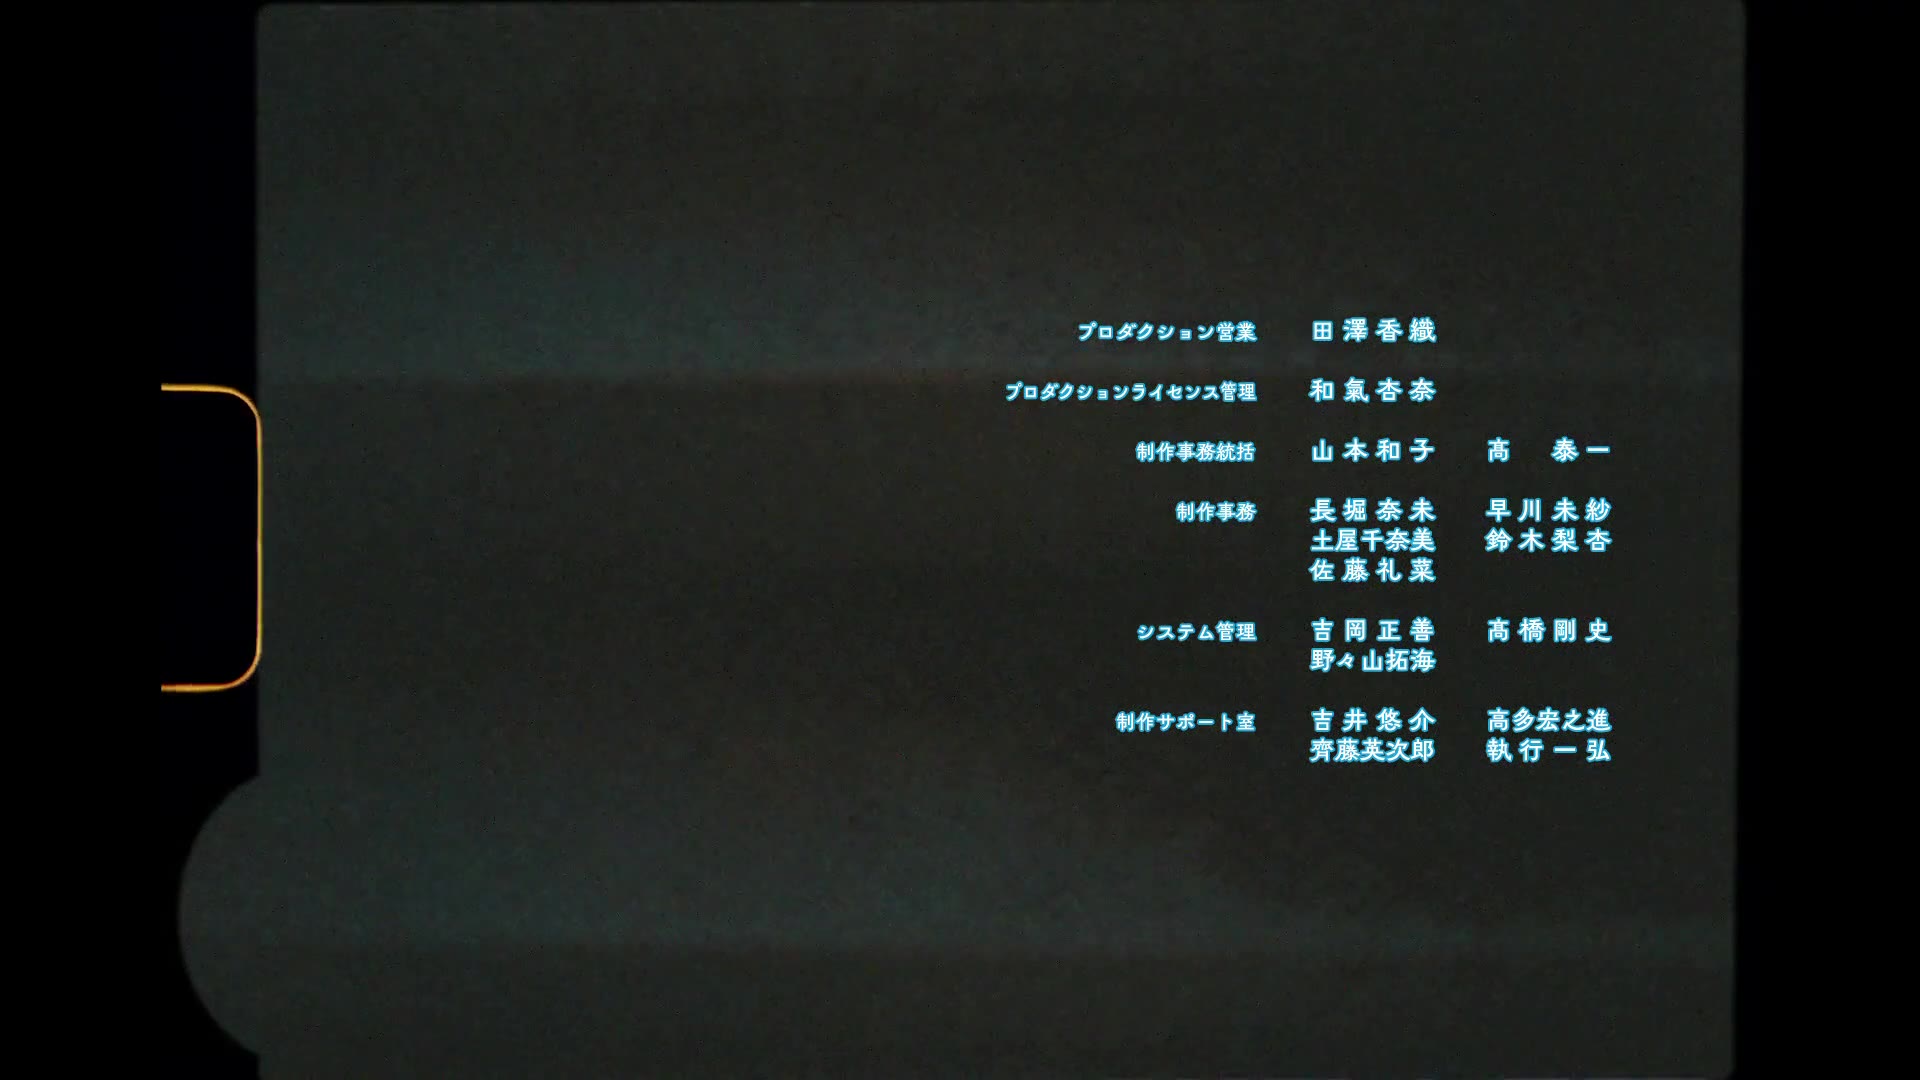 プロダクション営業 田澤香織
プロダクションライセンス管理 和氣杏奈
制作事務統括 山本和子 髙 泰一
制作事務 長堀奈未 早川未紗
土屋千奈美 鈴木梨杏
佐藤礼菜
システム管理 吉岡正善 髙橋剛史
野々山拓海
制作サポート室 吉井悠介 高多宏之進
齊藤英次郎 執行一弘